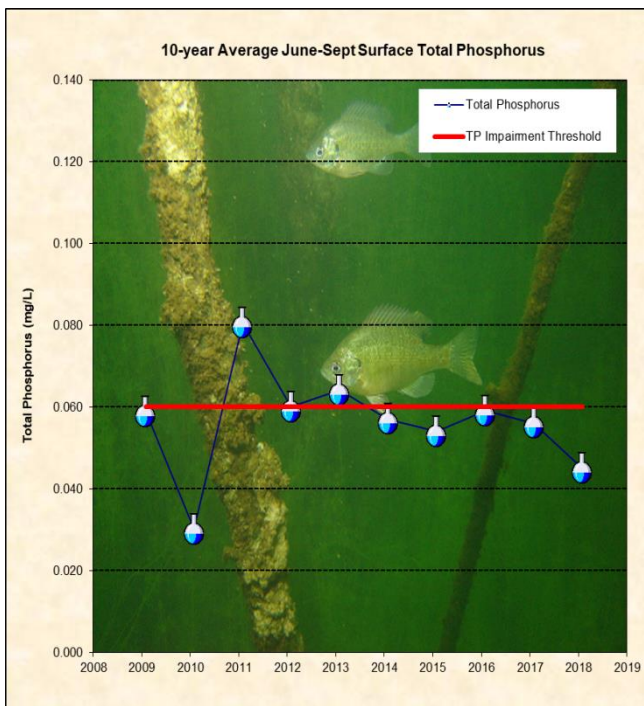 10-year Average June-Sept Surface Total Phosphorus
Total Phosphorus
TP Impairment Threshold
Total Phosphorus (mg/L)
0.140
0.120
0.100
0.080
0.060
0.040
0.020
0.000
2008 2009 2010 2011 2012 2013 2014 2015 2016 2017 2018 2019